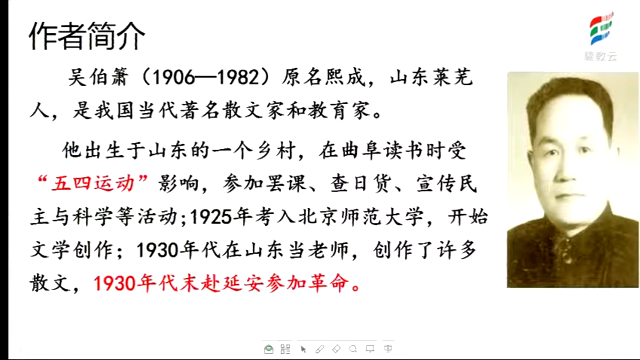 作者简介
吴伯箫（1906—1982）原名熙成，山东莱芜
人，是我国当代著名散文家和教育家。
他出生于山东的一个乡村，在曲阜读书时受
“五四运动”影响，参加罢课、查日货、宣传民
主与科学等活动;1925年考入北京师范大学，开始
文学创作；1930年代在山东当老师，创作了许多
散文，1930年代末赴延安参加革命。